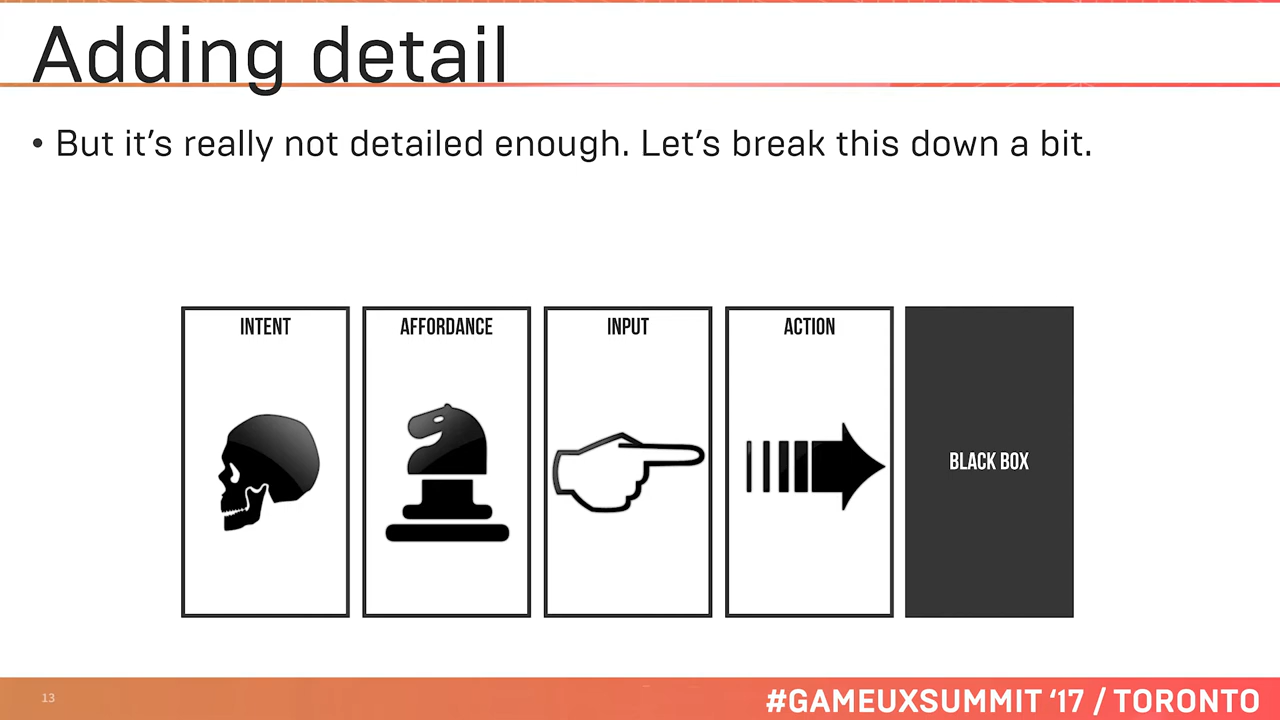 Adding detail
• But it’s really not detailed enough. Let’s break this down a bit.
INTENT
AFFORDANCE
INPUT
ACTION
BLACK BOX
13
#GAMEUXSUMMIT ‘17 / TORONTO